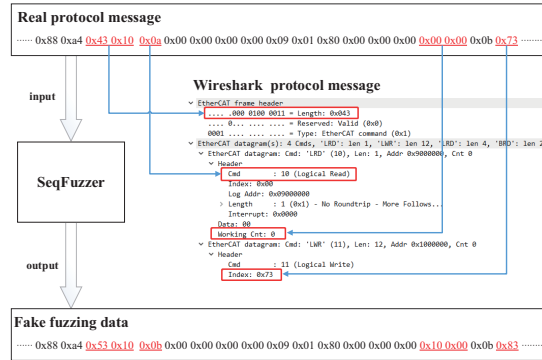 Real protocol message
······ 0x88 0xa4 0x43 0x10 0x0a 0x00 0x00 0x00 0x00 0x09 0x01 0x80 0x00 0x00 0x00 0x00 0x00 0x00 0x0b 0x73 ······
input
Wireshark protocol message
EtherCAT frame header
.... .000 0100 0011 = Length: 0x043
.... 0... .... .... = Reserved: Valid (0x0)
0001 .... .... .... = Type: EtherCAT command (0x1)
EtherCAT datagram(s): 4 Cmds, 'LRD': len 1, 'LWR': len 12, 'LRD': len 4, 'BRD': len 2
EtherCAT datagram: Cmd: 'LRD' (10), Len: 1, Addr 0x9000000, Cnt 0
Header
Cmd : 10 (Logical Read)
SeqFuzzer
Index: 0x00
Log Addr: 0x09000000
> Length : 1 (0x1) - No Roundtrip - More Follows...
Interrupt: 0x0000
Data: 00
Working Cnt: 0
EtherCAT datagram: Cmd: 'LWR' (11), Len: 12, Addr 0x1000000, Cnt 0
Header
output
Cmd : 11 (Logical Write)
Index: 0x73
Fake fuzzing data
······ 0x88 0xa4 0x53 0x10 0x0b 0x00 0x00 0x00 0x00 0x09 0x01 0x80 0x00 0x00 0x00 0x00 0x10 0x00 0x0b 0x83 ······